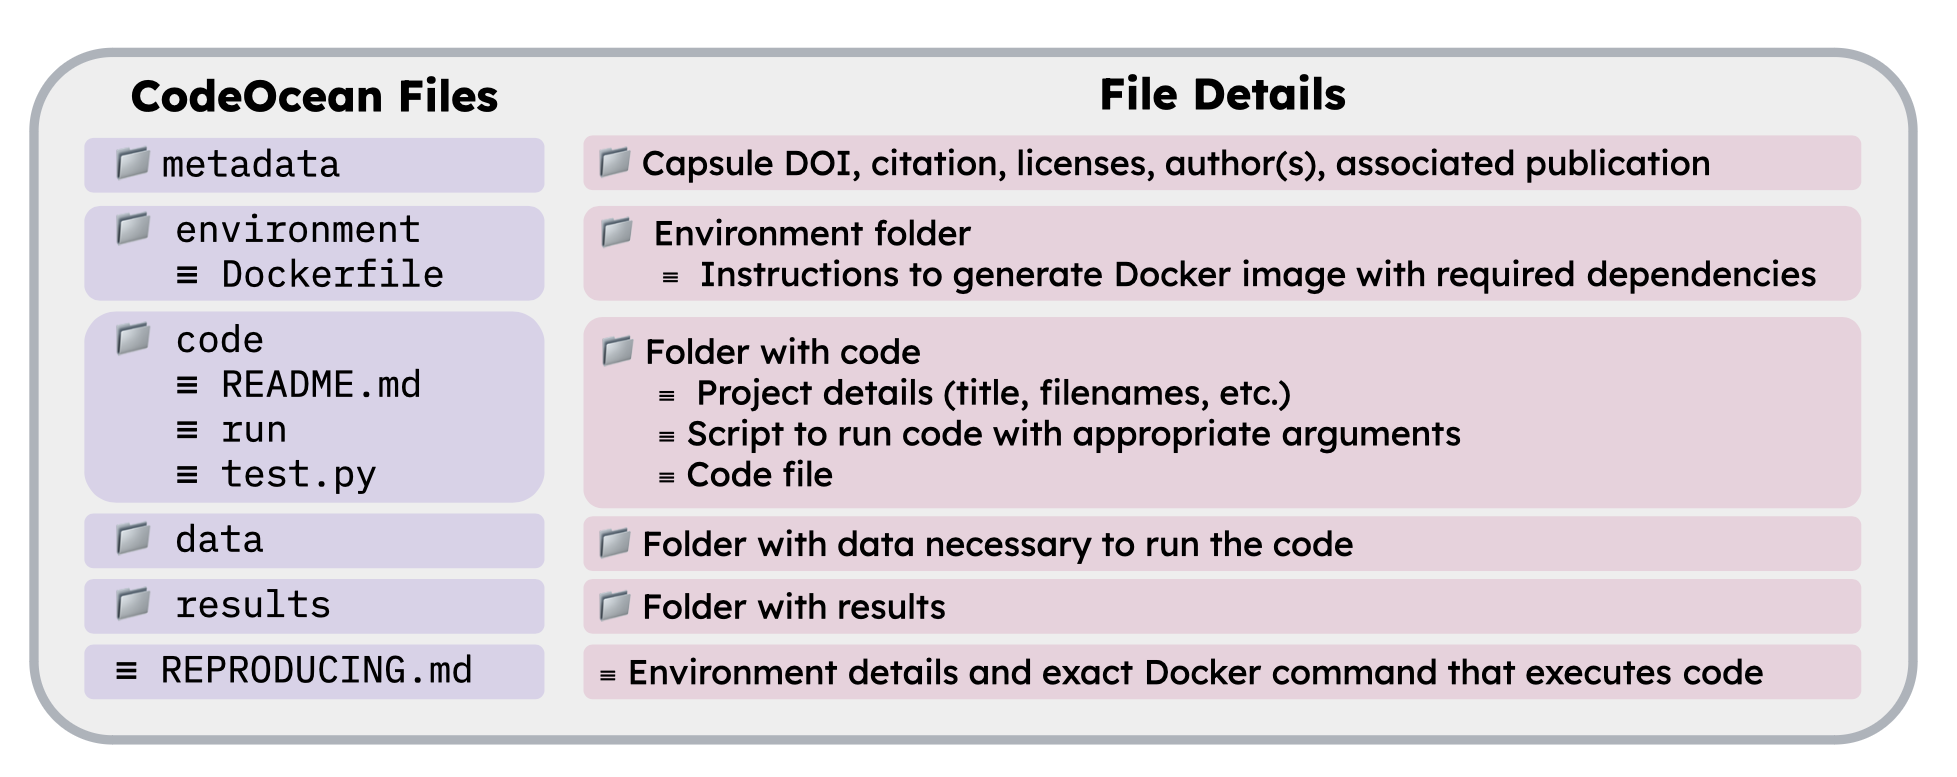 CodeOcean Files
File Details
metadata
Capsule DOI, citation, licenses, author(s), associated publication
environment
≡ Dockerfile
Environment folder
≡ Instructions to generate Docker image with required dependencies
code
≡ README.md
≡ run
≡ test.py
Folder with code
≡ Project details (title, filenames, etc.)
≡ Script to run code with appropriate arguments
≡ Code file
data
Folder with data necessary to run the code
results
Folder with results
≡ REPRODUCING.md
≡ Environment details and exact Docker command that executes code